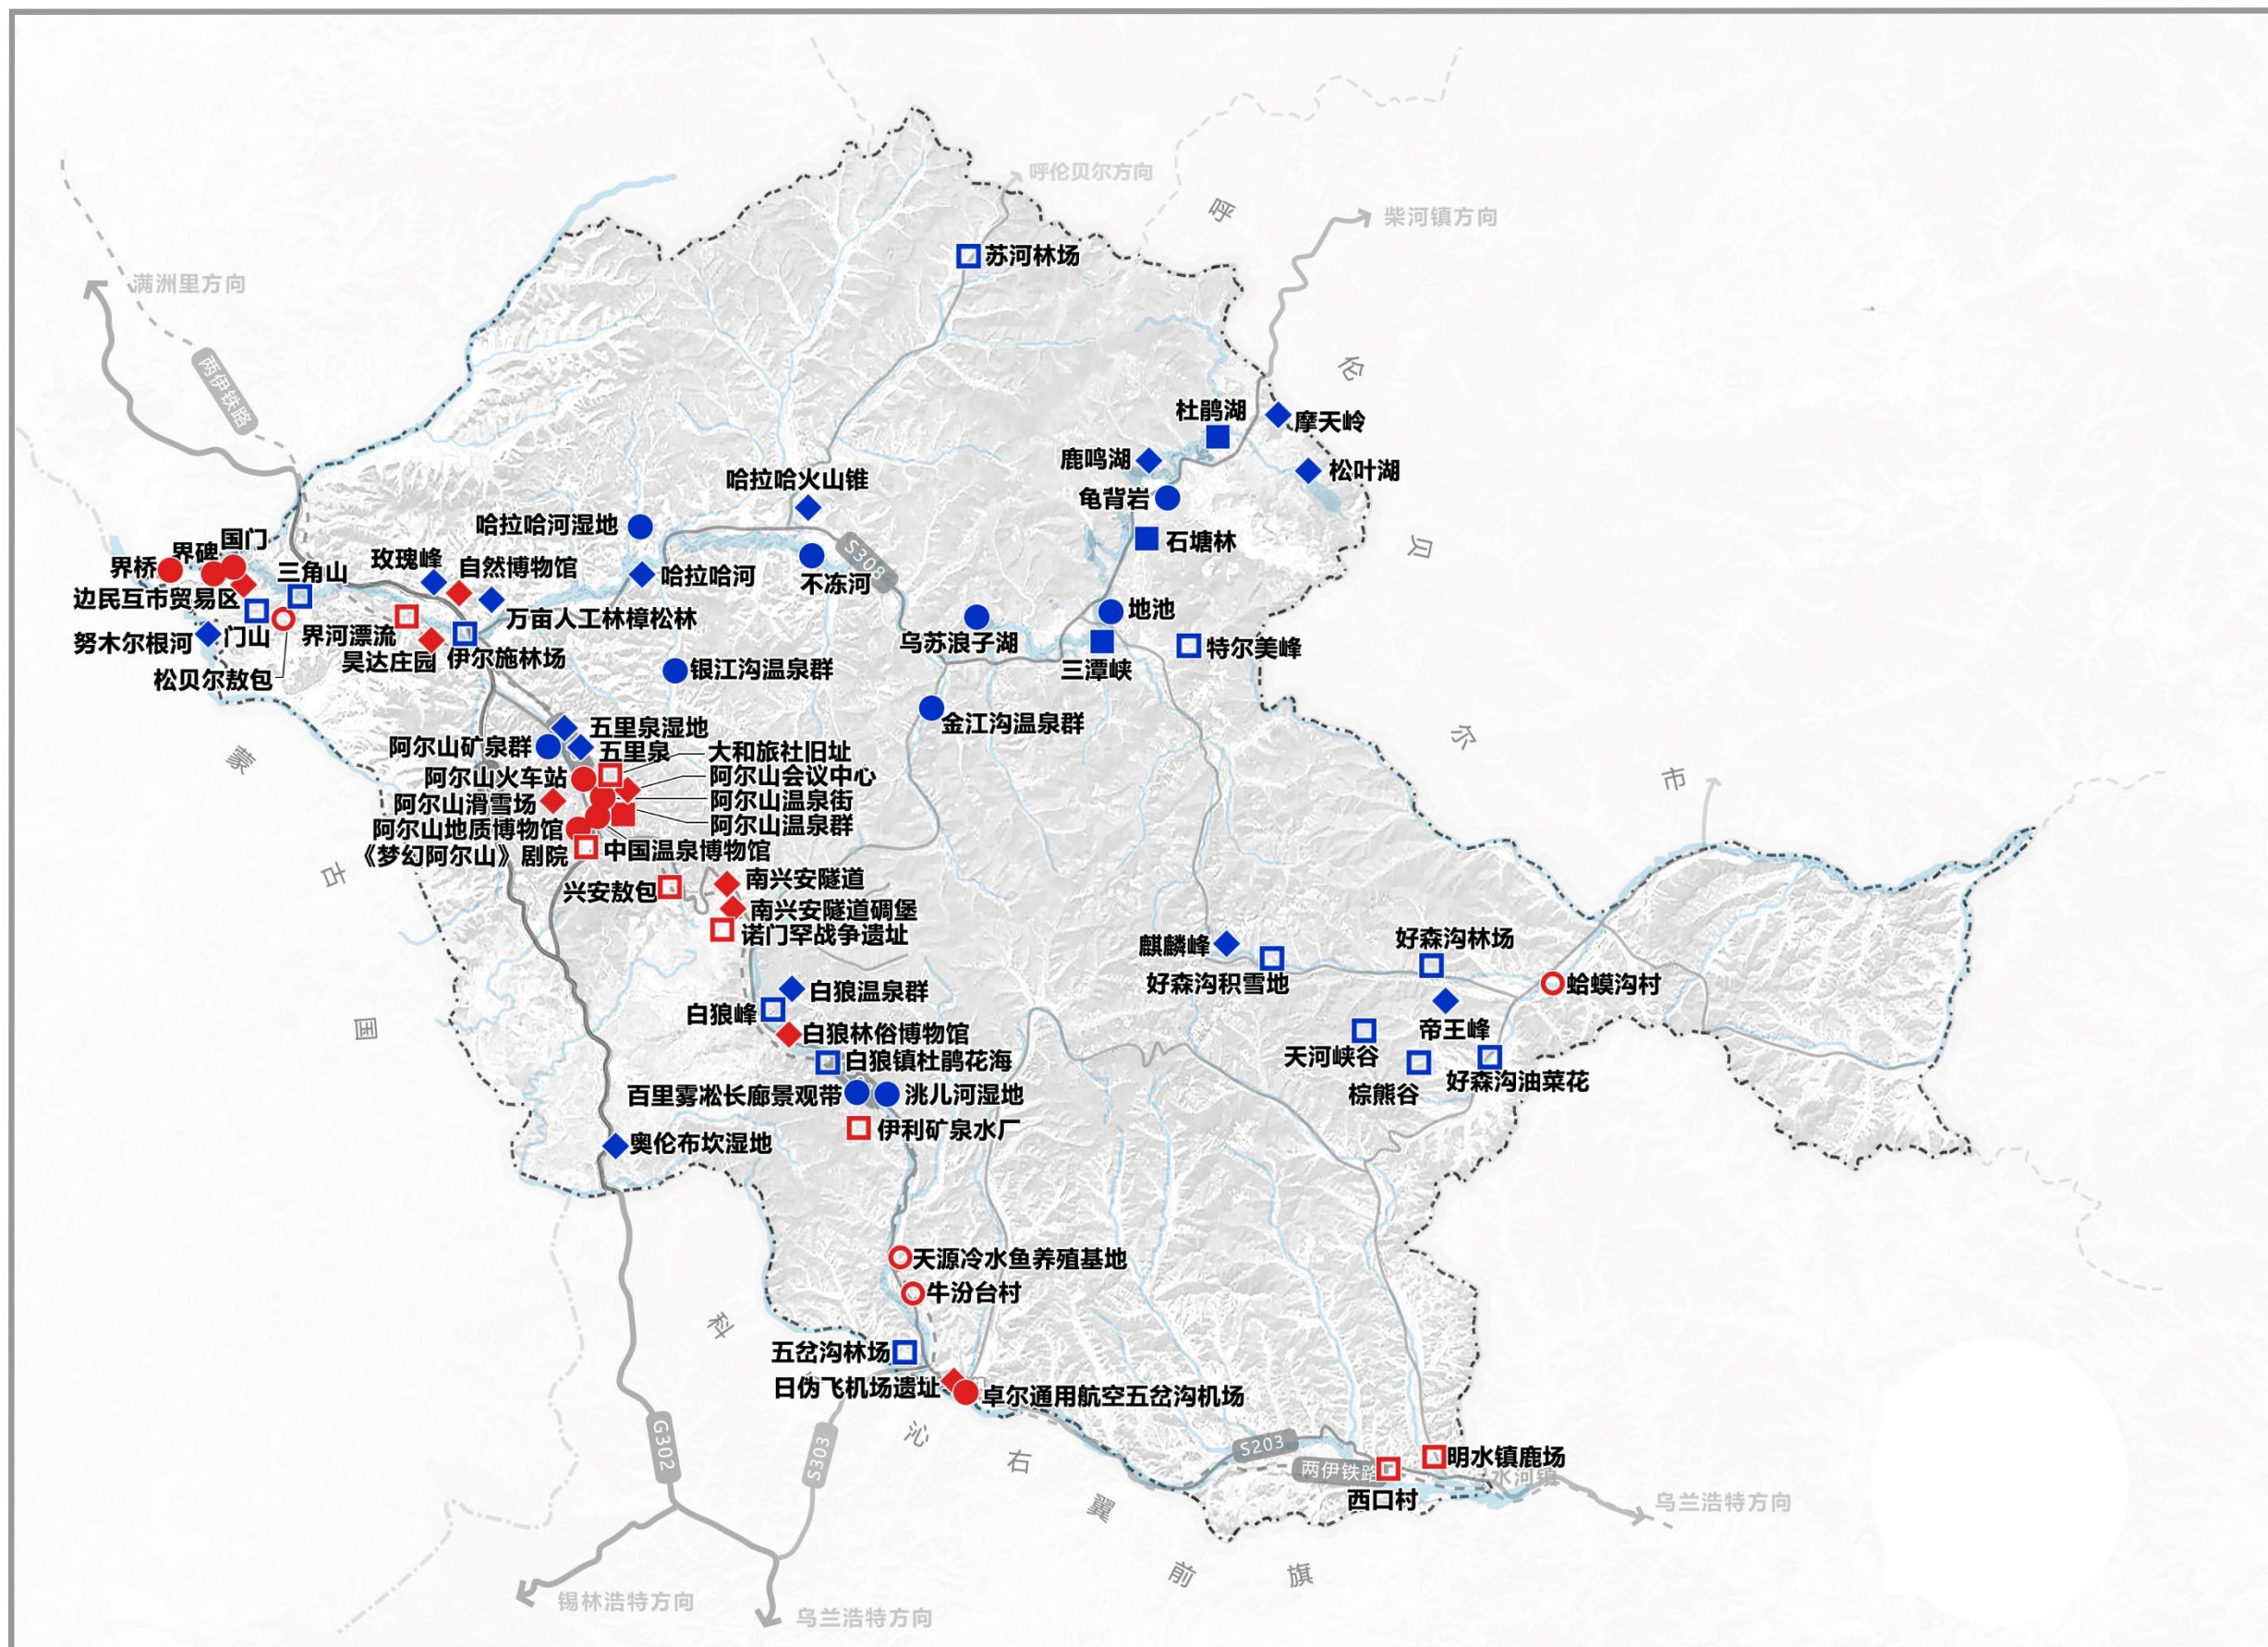 呼伦贝尔方向
呼
柴河镇方向
苏河林场
满洲里方向
两伊铁路
伦
杜鹃湖
摩天岭
鹿鸣湖
松叶湖
哈拉哈火山锥
龟背岩
哈拉哈河湿地
石塘林
贝
国门
界碑
界桥
玫瑰峰
自然博物馆
三角山
S308
哈拉哈河
不冻河
边民互市贸易区
万亩人工林樟松林
地池
努木尔根河
门山
界河漂流
乌苏浪子湖
特尔美峰
昊达庄园
伊尔施林场
三潭峡
松贝尔敖包
银江沟温泉群
金江沟温泉群
五里泉湿地
尔
阿尔山矿泉群
五里泉
大和旅社旧址
蒙
阿尔山火车站
阿尔山会议中心
市
阿尔山滑雪场
阿尔山温泉街
阿尔山地质博物馆
阿尔山温泉群
《梦幻阿尔山》剧院
中国温泉博物馆
古
兴安敖包
南兴安隧道
南兴安隧道碉堡
诺门罕战争遗址
麒麟峰
好森沟林场
好森沟积雪地
蛤蟆沟村
白狼温泉群
白狼峰
国
白狼林俗博物馆
帝王峰
天河峡谷
白狼镇杜鹃花海
棕熊谷
好森沟油菜花
百里雾凇长廊景观带
洮儿河湿地
伊利矿泉水厂
奥伦布坎湿地
天源冷水鱼养殖基地
牛汾台村
科
五岔沟林场
日伪飞机场遗址
卓尔通用航空五岔沟机场
沁
G302
S303
右
S203
两伊铁路
明水镇鹿场
水河镇
西口村
翼
乌兰浩特方向
前
旗
锡林浩特方向
乌兰浩特方向